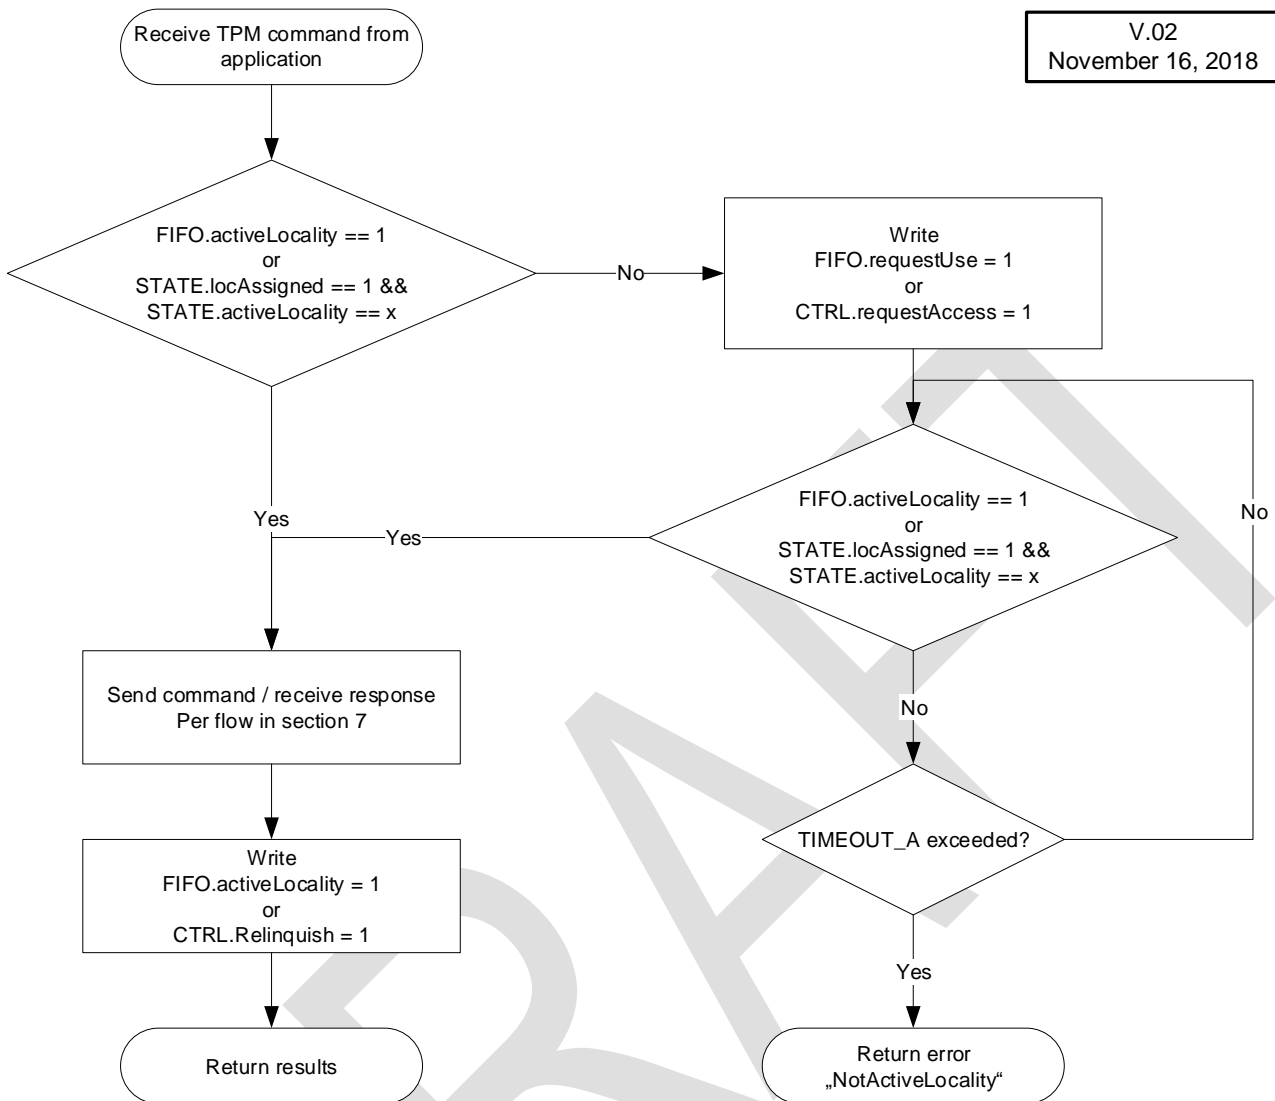 Receive TPM command from
application
V.02
November 16, 2018
FIFO.activeLocality == 1
or
STATE.locAssigned == 1 &&
STATE.activeLocality == x
No
Write
FIFO.requestUse = 1
or
CTRL.requestAccess = 1
FIFO.activeLocality == 1
or
STATE.locAssigned == 1 &&
STATE.activeLocality == x
No
Yes
Yes
No
Send command / receive response
Per flow in section 7
TIMEOUT_A exceeded?
Write
FIFO.activeLocality = 1
or
CTRL.Relinquish = 1
Yes
Return results
Return error
„NotActiveLocality“
DRAFT